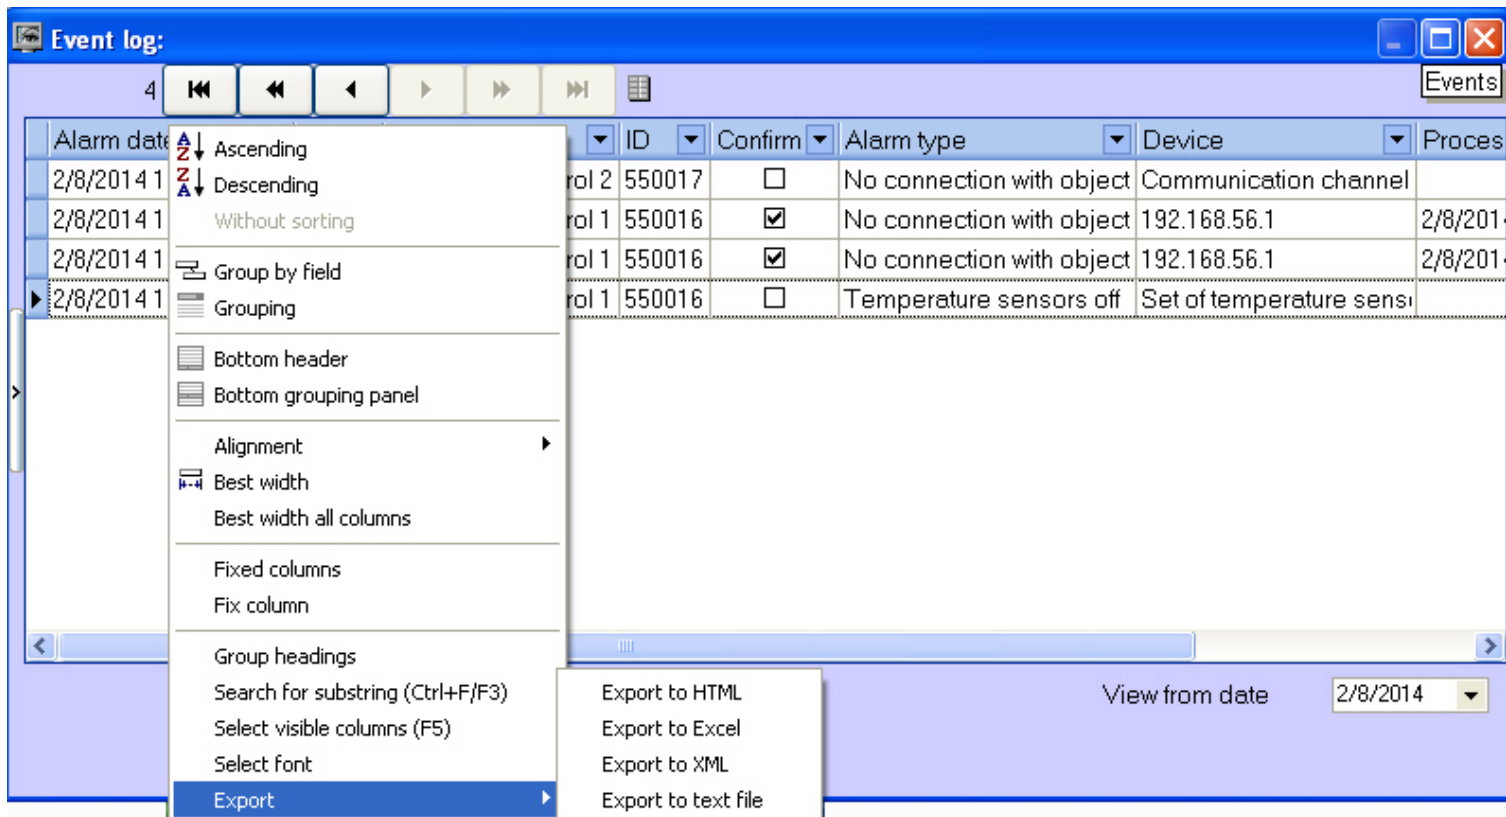 Event log:
4
Events
Alarm date ID Confirm Alarm type Device Proces
2/8/2014 1 rol 2 550017 No connection with object Communication channel
2/8/2014 1 rol 1 550016 No connection with object 192.168.56.1 2/8/201
2/8/2014 1 rol 1 550016 No connection with object 192.168.56.1 2/8/201
2/8/2014 1 rol 1 550016 Temperature sensors off Set of temperature sens
Ascending
Descending
Without sorting
Group by field
Grouping
Bottom header
Bottom grouping panel
Alignment
Best width
Best width all columns
Fixed columns
Fix column
Group headings
Search for substring (Ctrl+F/F3)
Select visible columns (F5)
Select font
Export
Export to HTML
Export to Excel
Export to XML
Export to text file
View from date 2/8/2014